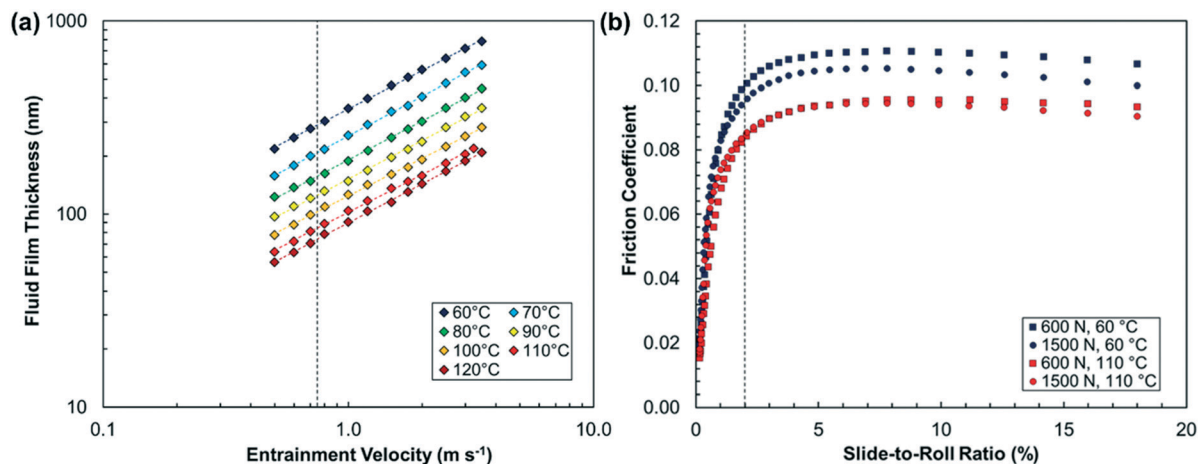 (a)
1000
100
10
0.1
1.0
10.0
Fluid Film Thickness (nm)
Entrainment Velocity (m s⁻¹)
60°C 70°C
80°C 90°C
100°C 110°C
120°C
(b)
0.12
0.10
0.08
0.06
0.04
0.02
0.00
0
5
10
15
20
Friction Coefficient
Slide-to-Roll Ratio (%)
600 N, 60 °C
1500 N, 60 °C
600 N, 110 °C
1500 N, 110 °C